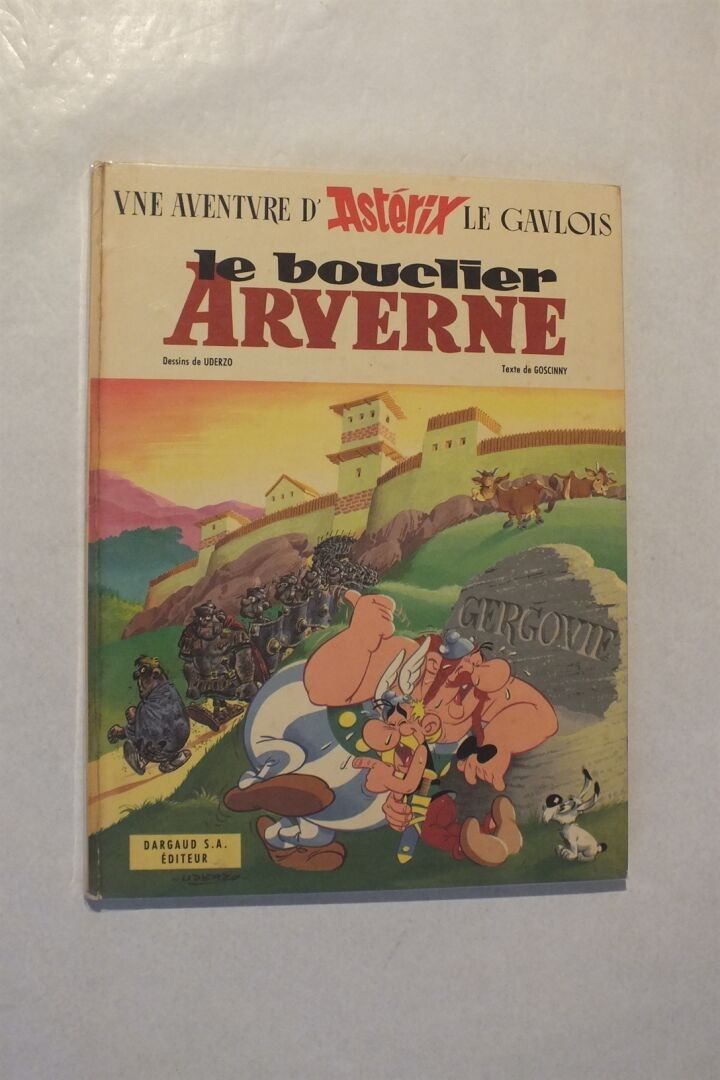 VNE AVENTVRE D' Astérix LE GAVLOIS
le bouclier
ARVERNE
Dessins de UDERZO
Texte de GOSCINNY
GERGOVIE
DARGAUD S.A.
ÉDITEUR
UDERZO